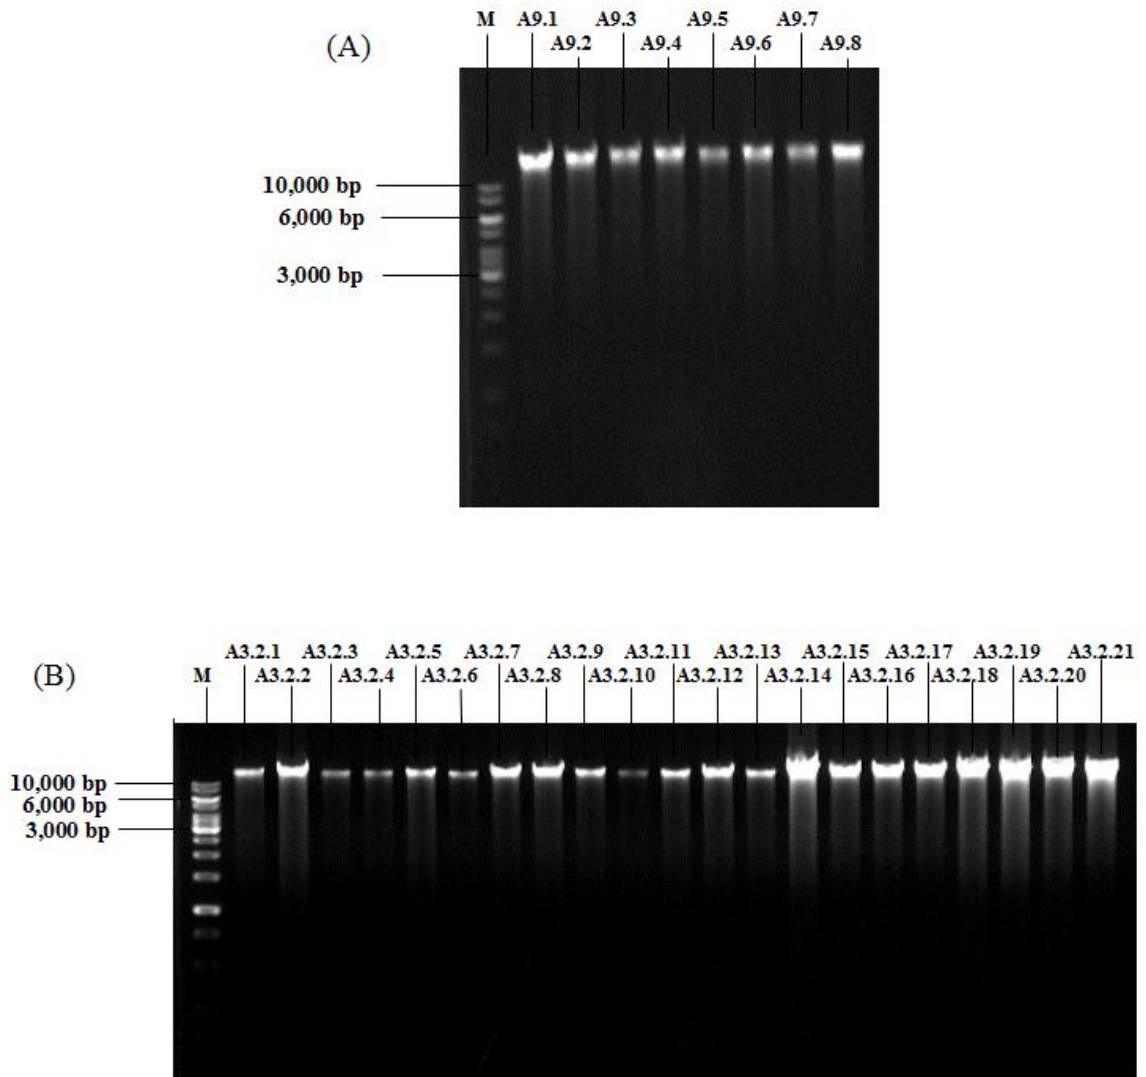 M A9.1 A9.3 A9.5 A9.7
(A) A9.2 A9.4 A9.6 A9.8
10,000 bp
6,000 bp
3,000 bp
A3.2.1 A3.2.3 A3.2.5 A3.2.7 A3.2.9 A3.2.11 A3.2.13 A3.2.15 A3.2.17 A3.2.19 A3.2.21
(B) M A3.2.2 A3.2.4 A3.2.6 A3.2.8 A3.2.10 A3.2.12 A3.2.14 A3.2.16 A3.2.18 A3.2.20
10,000 bp
6,000 bp
3,000 bp